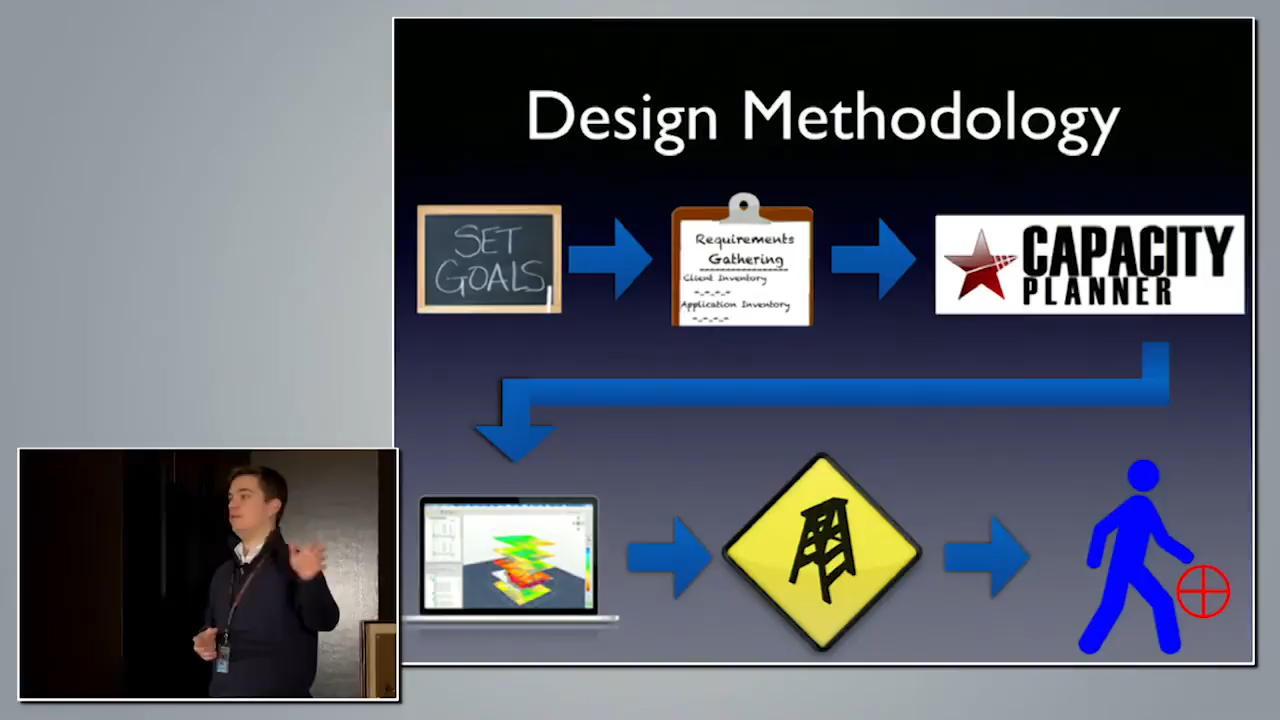 Design Methodology
SET
GOALS
Requirements
Gathering
Client Inventory
-.-.-.-
Application Inventory
-.-.-.-
CAPACITY
PLANNER